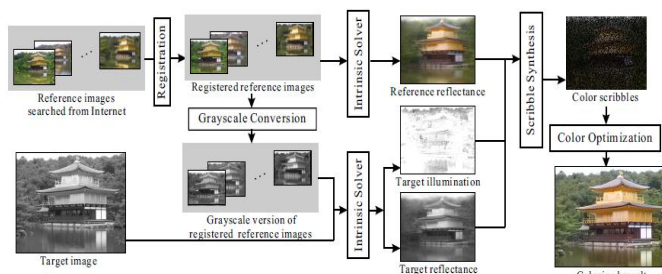 Reference images
searched from Internet
Registration
Registered reference images
Grayscale Conversion
Grayscale version of
registered reference images
Target image
Intrinsic Solver
Intrinsic Solver
Reference reflectance
Target illumination
Target reflectance
Scribble Synthesis
Color scribbles
Color Optimization